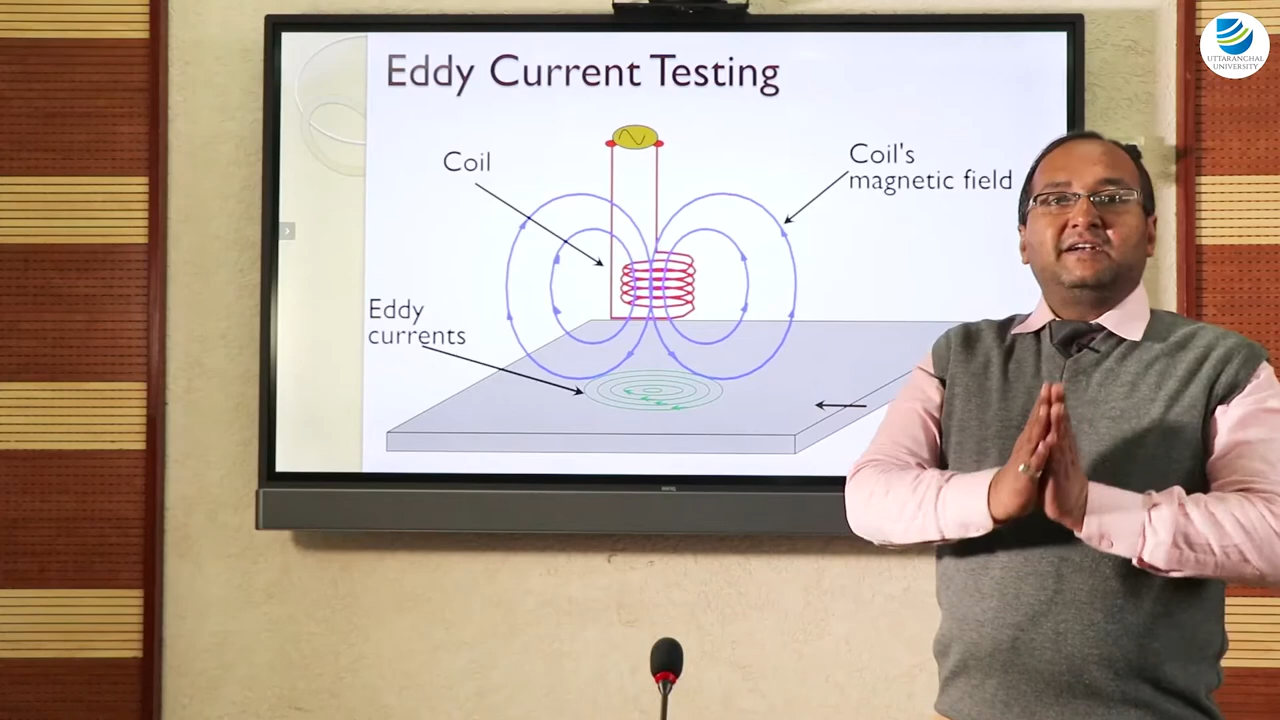 Eddy Current Testing
Coil
Coil's
magnetic field
Eddy
currents
UTTARANCHAL
UNIVERSITY